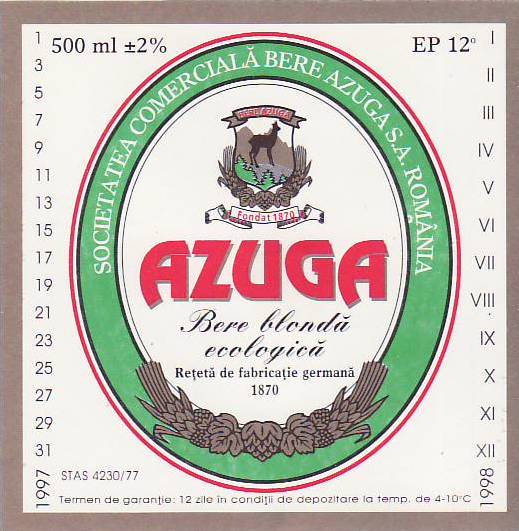 500 ml ±2%
EP 12°
SOCIETATEA COMERCIALĂ BERE AZUGA S.A. ROMÂNIA
BERE AZUGA
Fondat 1870
AZUGA
Bere blondă
ecologică
Rețetă de fabricație germană
1870
1
3
5
7
9
11
13
15
17
19
21
23
25
27
29
31
1997
I
II
III
IV
V
VI
VII
VIII
IX
X
XI
XII
1998
STAS 4230/77
Termen de garanție: 12 zile în condiții de depozitare la temp. de 4-10°C